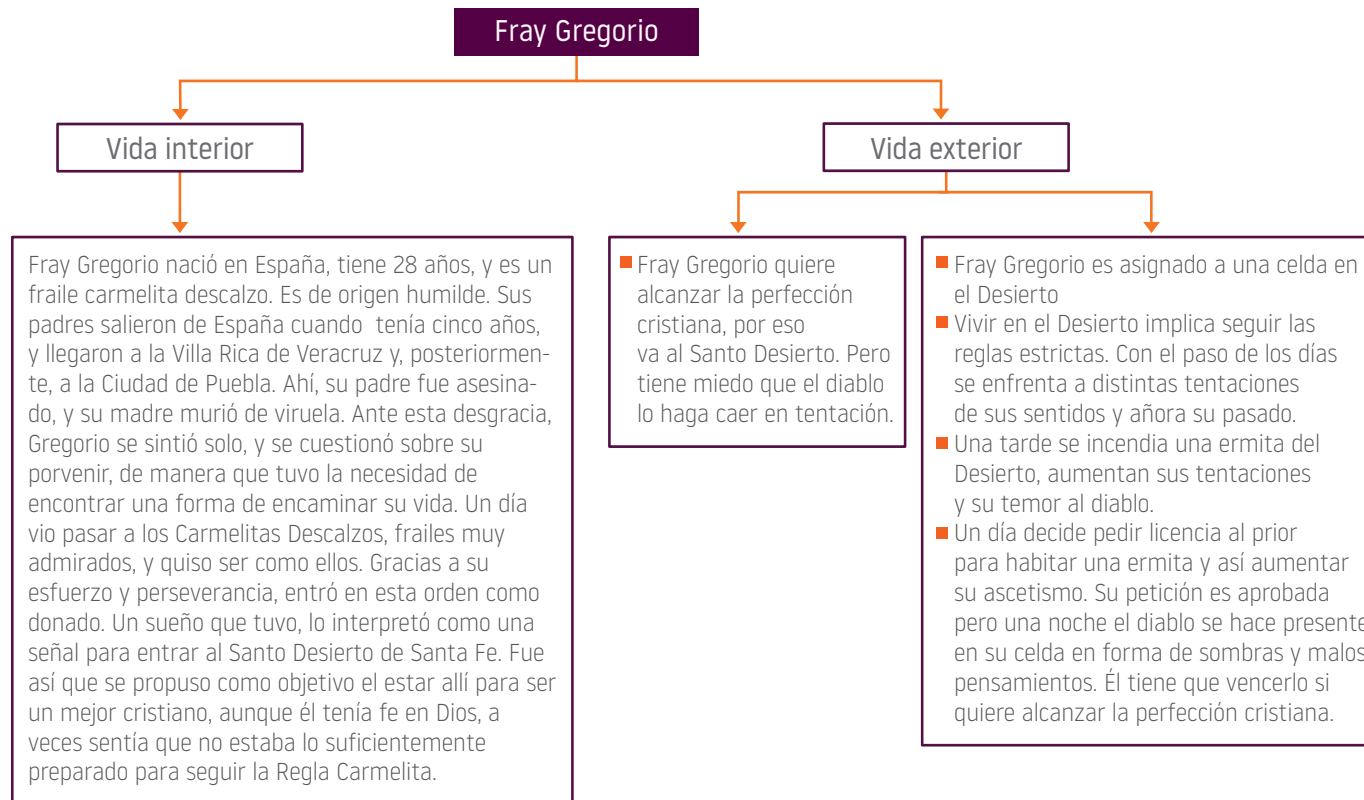 Fray Gregorio
Vida interior
Vida exterior
Fray Gregorio nació en España, tiene 28 años, y es un
fraile carmelita descalzo. Es de origen humilde. Sus
padres salieron de España cuando tenía cinco años,
y llegaron a la Villa Rica de Veracruz y, posteriormen-
te, a la Ciudad de Puebla. Ahí, su padre fue asesina-
do, y su madre murió de viruela. Ante esta desgracia,
Gregorio se sintió solo, y se cuestionó sobre su
porvenir, de manera que tuvo la necesidad de
encontrar una forma de encaminar su vida. Un día
vio pasar a los Carmelitas Descalzos, frailes muy
admirados, y quiso ser como ellos. Gracias a su
esfuerzo y perseverancia, entró en esta orden como
donado. Un sueño que tuvo, lo interpretó como una
señal para entrar al Santo Desierto de Santa Fe. Fue
así que se propuso como objetivo el estar allí para ser
un mejor cristiano, aunque él tenía fe en Dios, a
veces sentía que no estaba lo suficientemente
preparado para seguir la Regla Carmelita.
Fray Gregorio quiere
alcanzar la perfección
cristiana, por eso
va al Santo Desierto. Pero
tiene miedo que el diablo
lo haga caer en tentación.
Fray Gregorio es asignado a una celda en
el Desierto
Vivir en el Desierto implica seguir las
reglas estrictas. Con el paso de los días
se enfrenta a distintas tentaciones
de sus sentidos y añora su pasado.
Una tarde se incendia una ermita del
Desierto, aumentan sus tentaciones
y su temor al diablo.
Un día decide pedir licencia al prior
para habitar una ermita y así aumentar
su ascetismo. Su petición es aprobada
pero una noche el diablo se hace presente
en su celda en forma de sombras y malos
pensamientos. Él tiene que vencerlo si
quiere alcanzar la perfección cristiana.